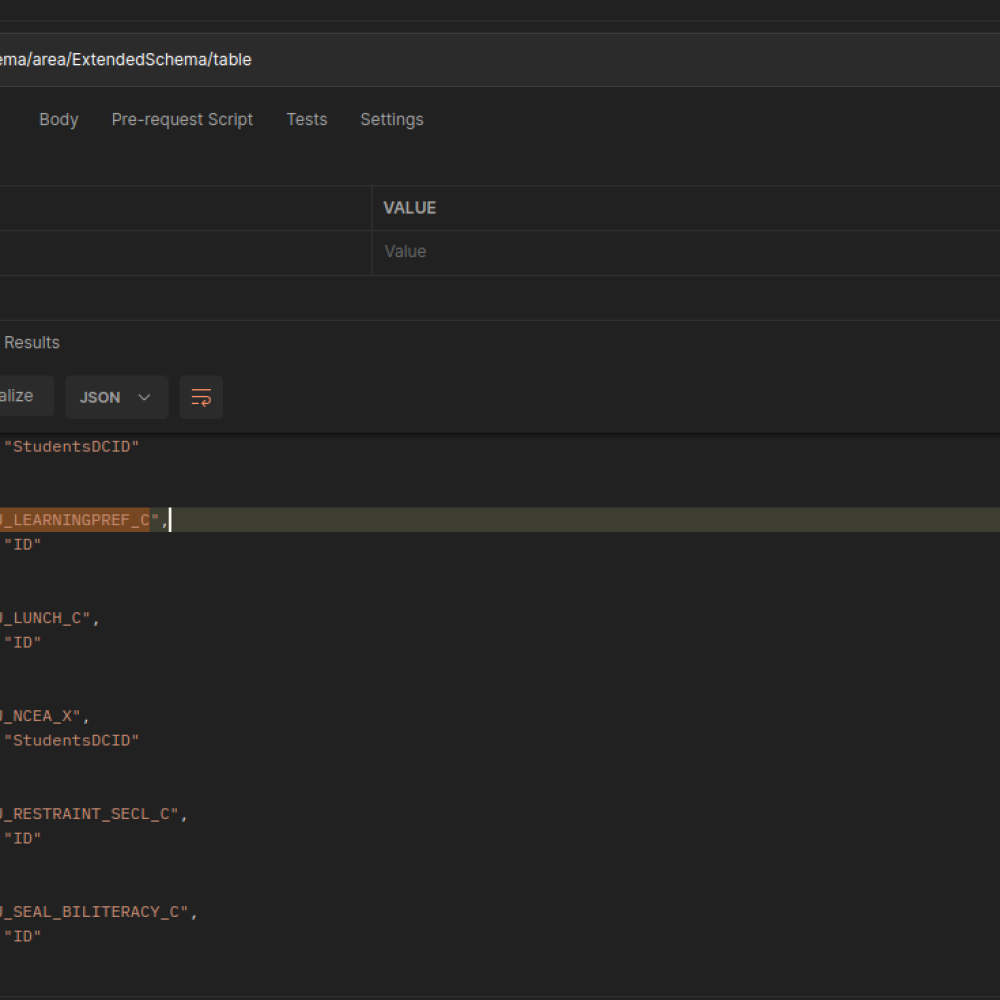 ema/area/ExtendedSchema/table
Body Pre-request Script Tests Settings
VALUE
Value
Results
alize JSON
"StudentsDCID"
_LEARNINGPREF_C",
"ID"
_LUNCH_C",
"ID"
_NCEA_X",
"StudentsDCID"
_RESTRAINT_SECL_C",
"ID"
_SEAL_BILITERACY_C",
"ID"